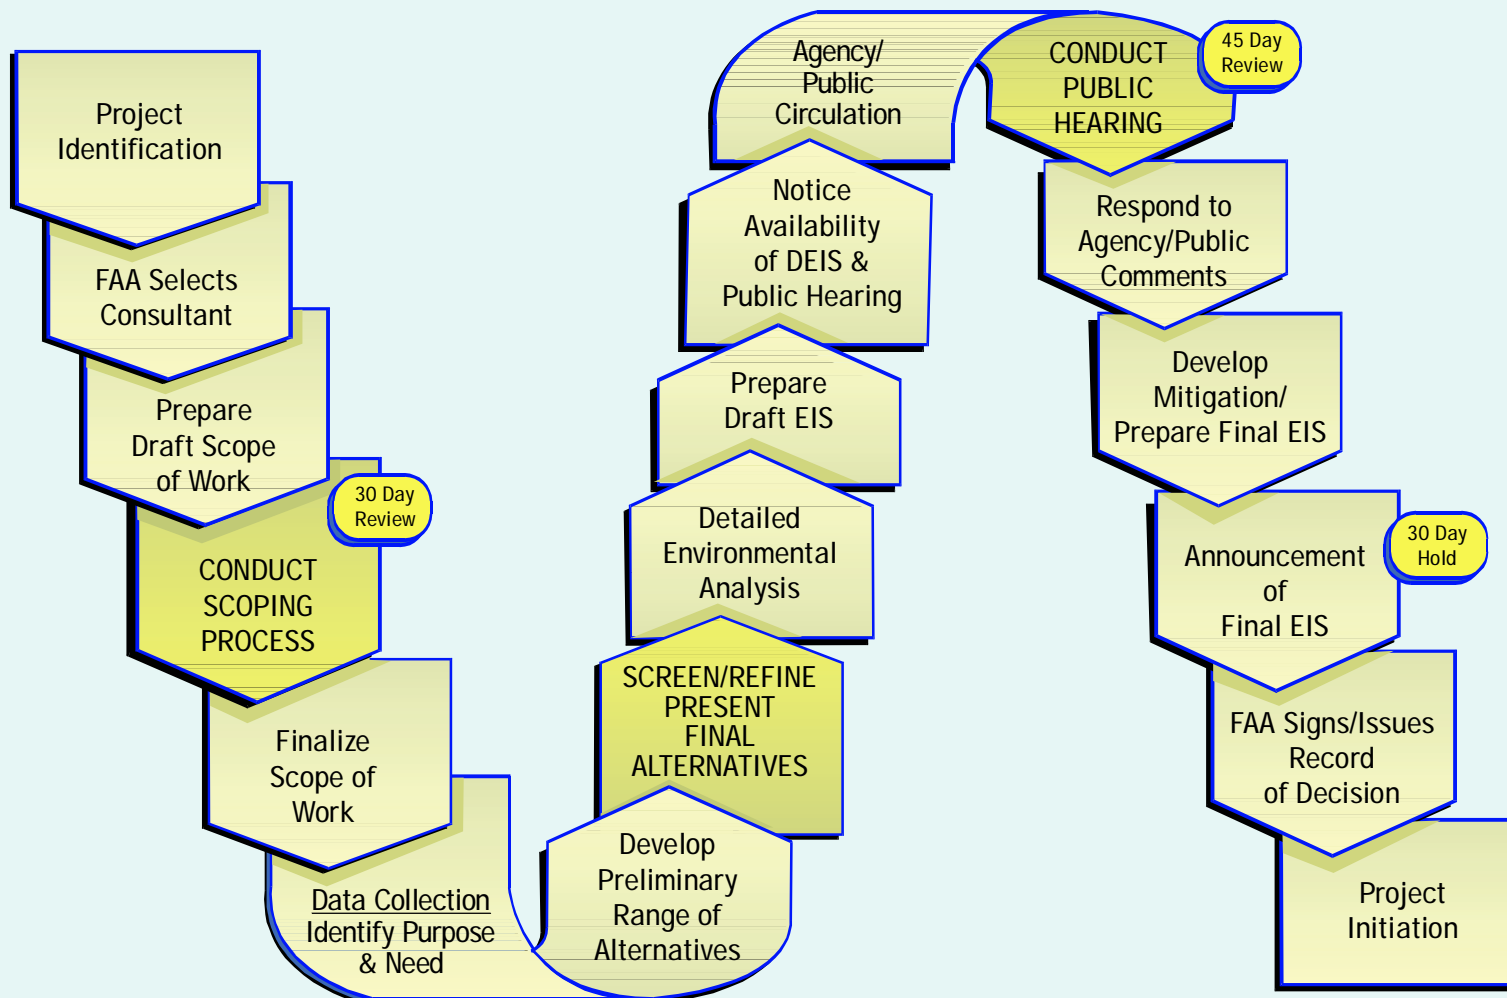 Project
Identification
FAA Selects
Consultant
Prepare
Draft Scope
of Work
30 Day
Review
CONDUCT
SCOPING
PROCESS
Finalize
Scope of
Work
Data Collection
Identify Purpose
& Need
Develop
Preliminary
Range of
Alternatives
SCREEN/REFINE
PRESENT
FINAL
ALTERNATIVES
Detailed
Environmental
Analysis
Prepare
Draft EIS
Notice
Availability
of DEIS &
Public Hearing
Agency/
Public
Circulation
CONDUCT
PUBLIC
HEARING
45 Day
Review
Respond to
Agency/Public
Comments
Develop
Mitigation/
Prepare Final EIS
Announcement
of
Final EIS
30 Day
Hold
FAA Signs/Issues
Record
of Decision
Project
Initiation